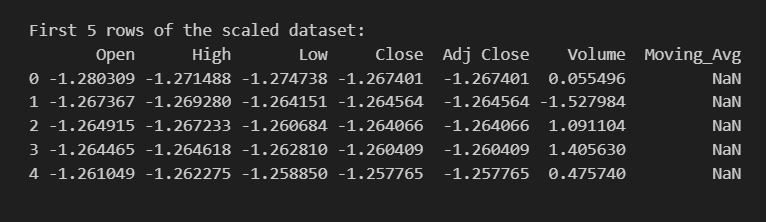 First 5 rows of the scaled dataset:
Open High Low Close Adj Close Volume Moving_Avg
0 -1.280309 -1.271488 -1.274738 -1.267401 -1.267401 0.055496 NaN
1 -1.267367 -1.269280 -1.264151 -1.264564 -1.264564 -1.527984 NaN
2 -1.264915 -1.267233 -1.260684 -1.264066 -1.264066 1.091104 NaN
3 -1.264465 -1.264618 -1.262810 -1.260409 -1.260409 1.405630 NaN
4 -1.261049 -1.262275 -1.258850 -1.257765 -1.257765 0.475740 NaN